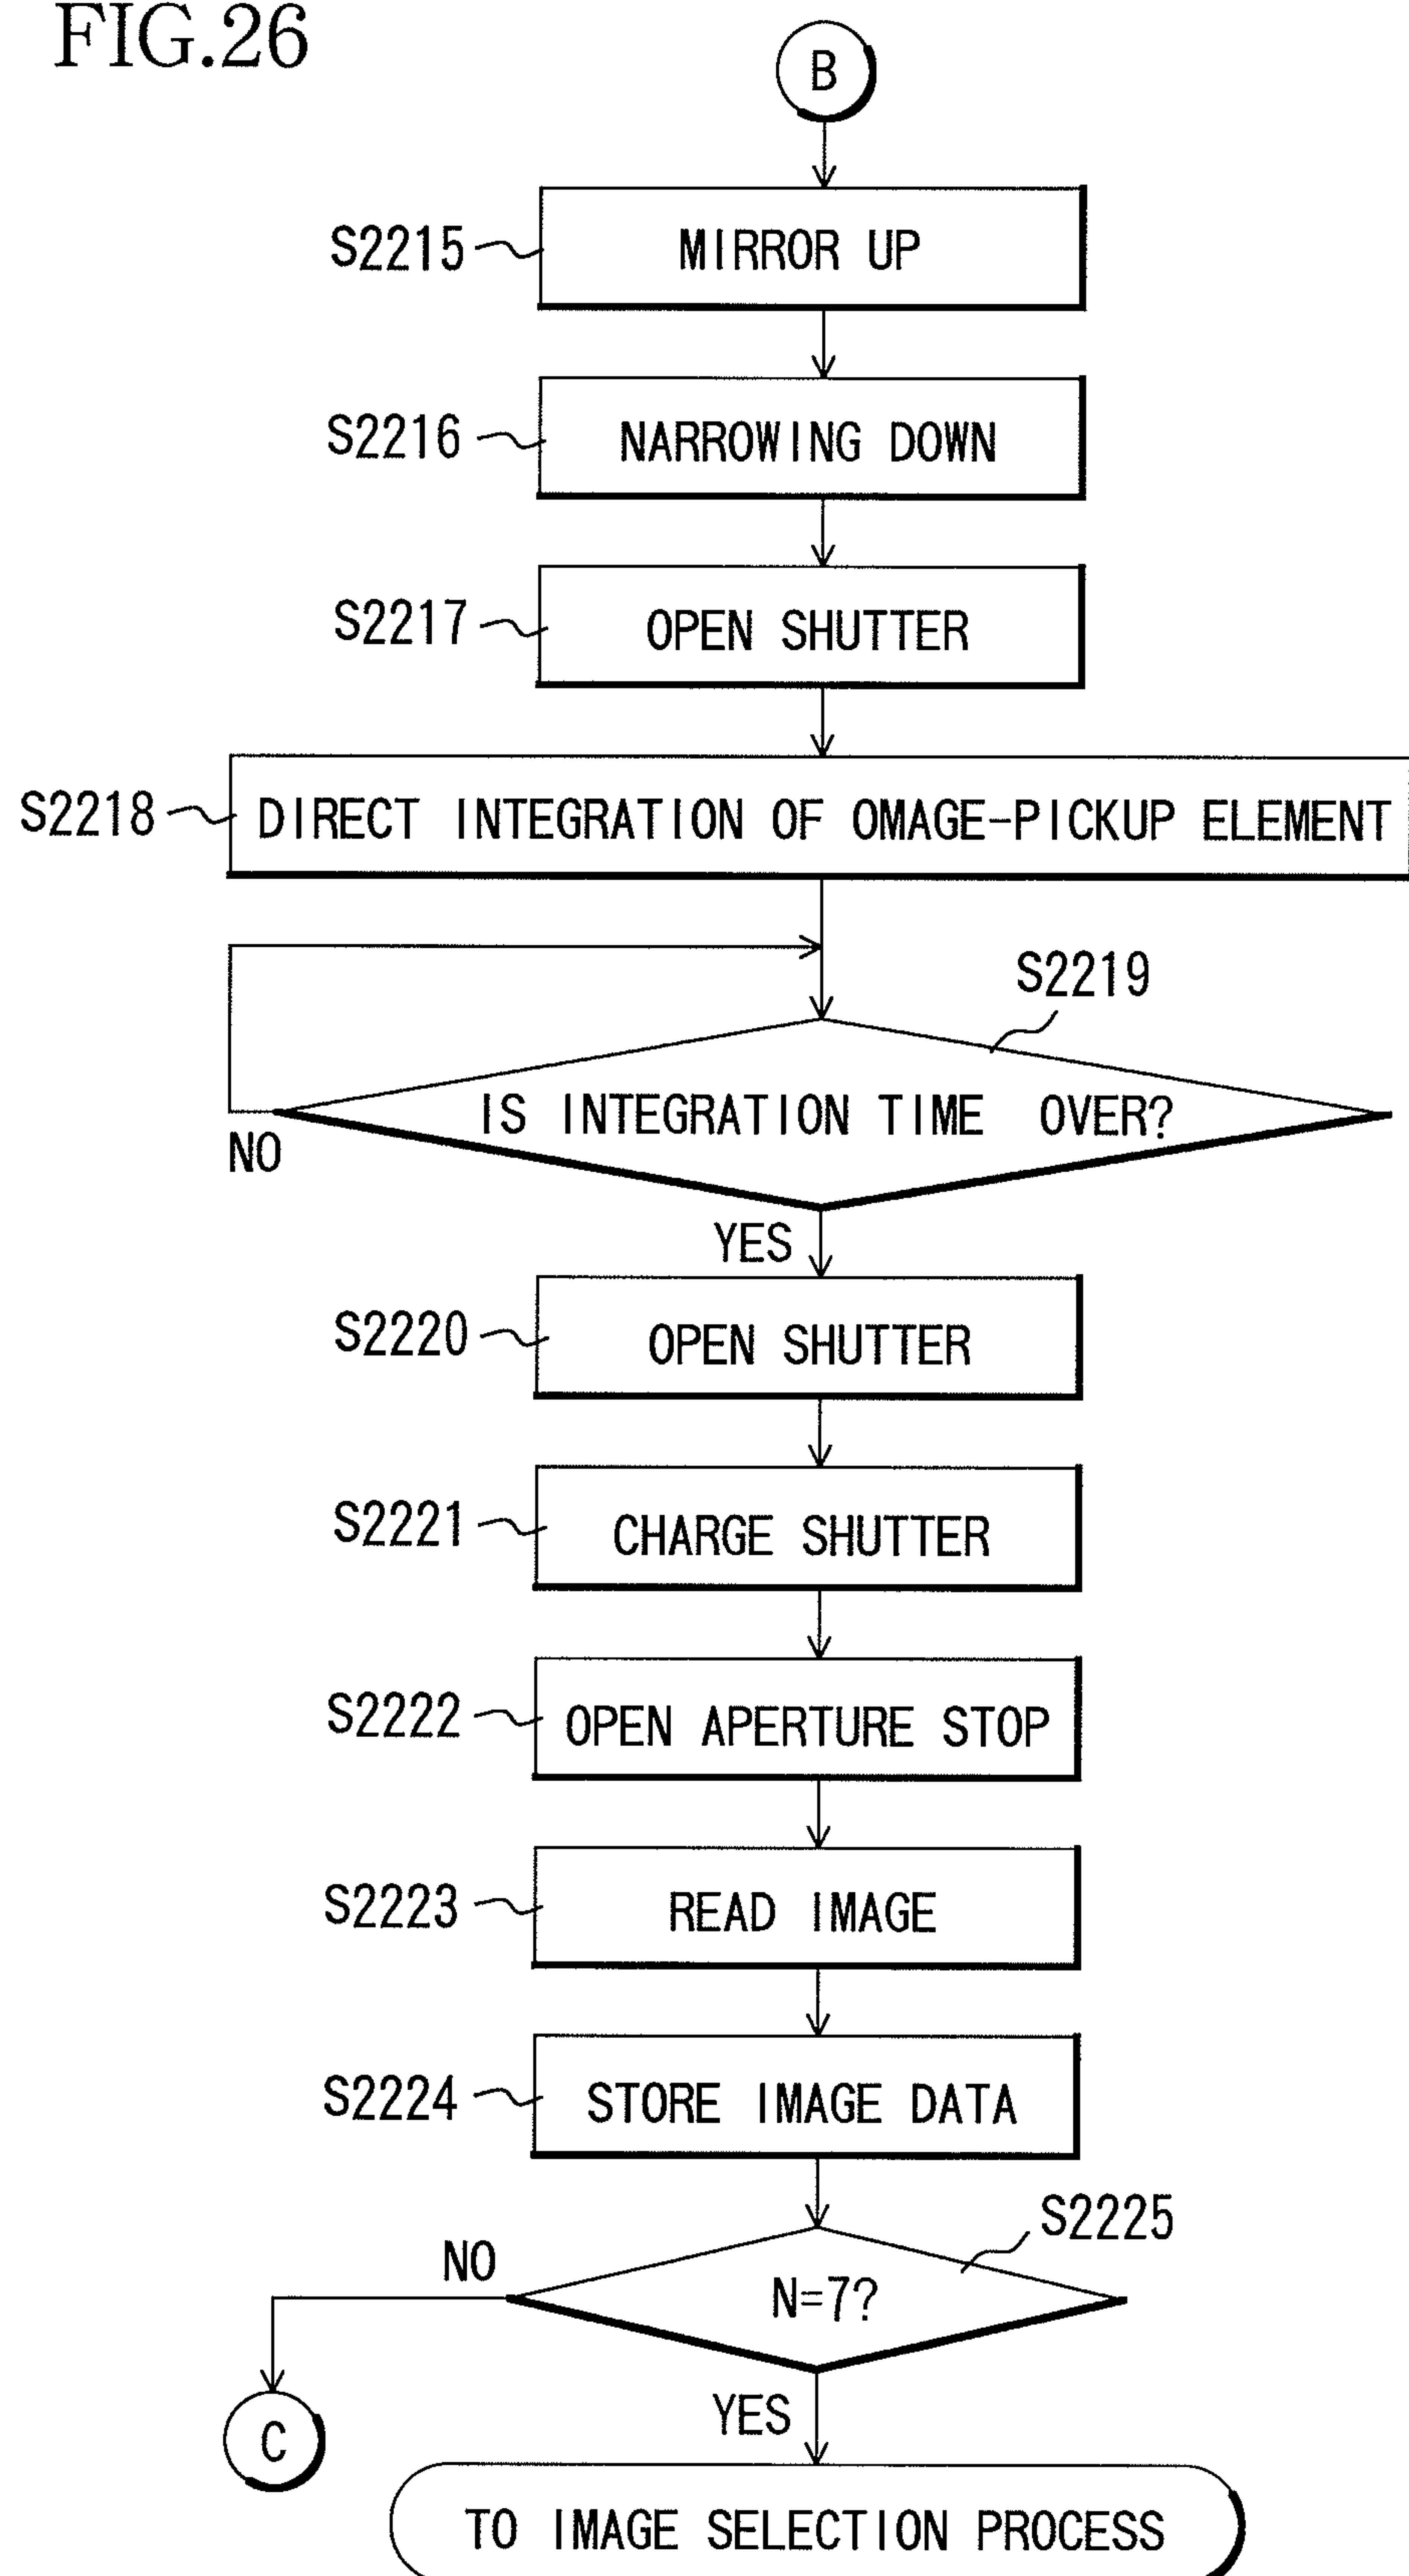 FIG.26
B
S2215
MIRROR UP
S2216
NARROWING DOWN
S2217
OPEN SHUTTER
S2218
DIRECT INTEGRATION OF OMAGE-PICKUP ELEMENT
S2219
IS INTEGRATION TIME OVER?
NO
YES
S2220
OPEN SHUTTER
S2221
CHARGE SHUTTER
S2222
OPEN APERTURE STOP
S2223
READ IMAGE
S2224
STORE IMAGE DATA
S2225
NO
N=7?
YES
C
TO IMAGE SELECTION PROCESS